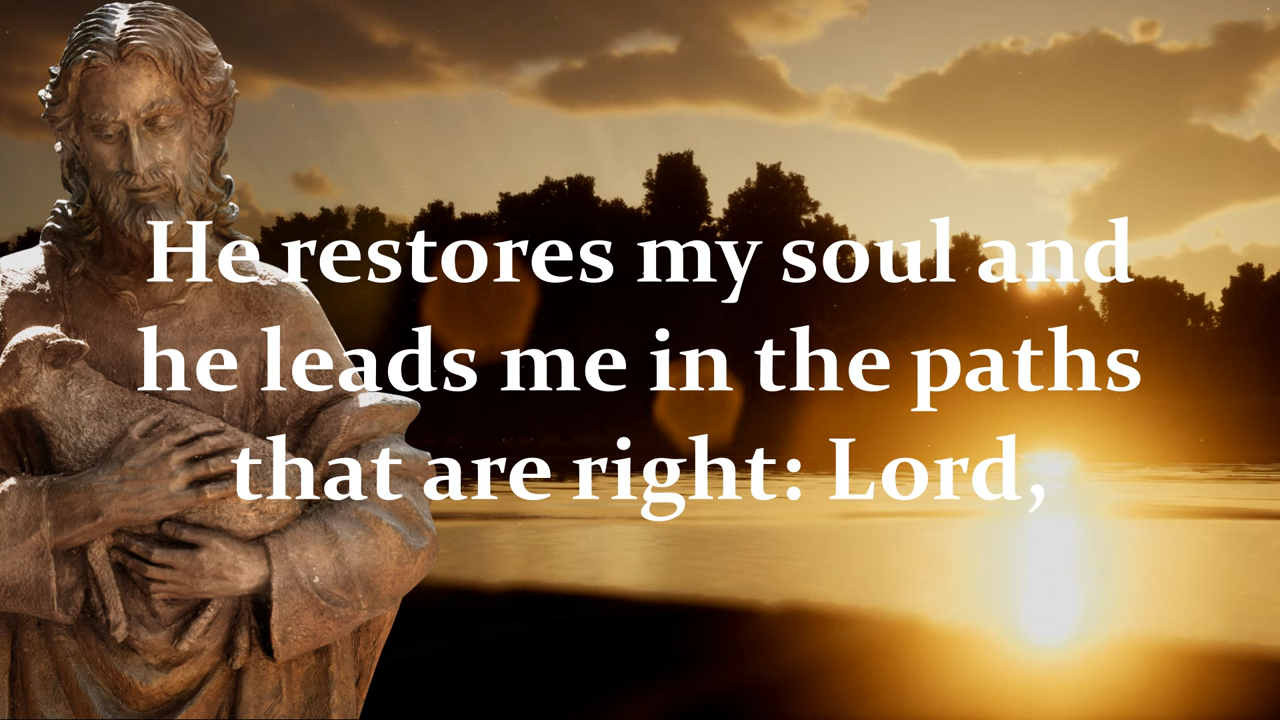 He restores my soul and
he leads me in the paths
that are right: Lord,